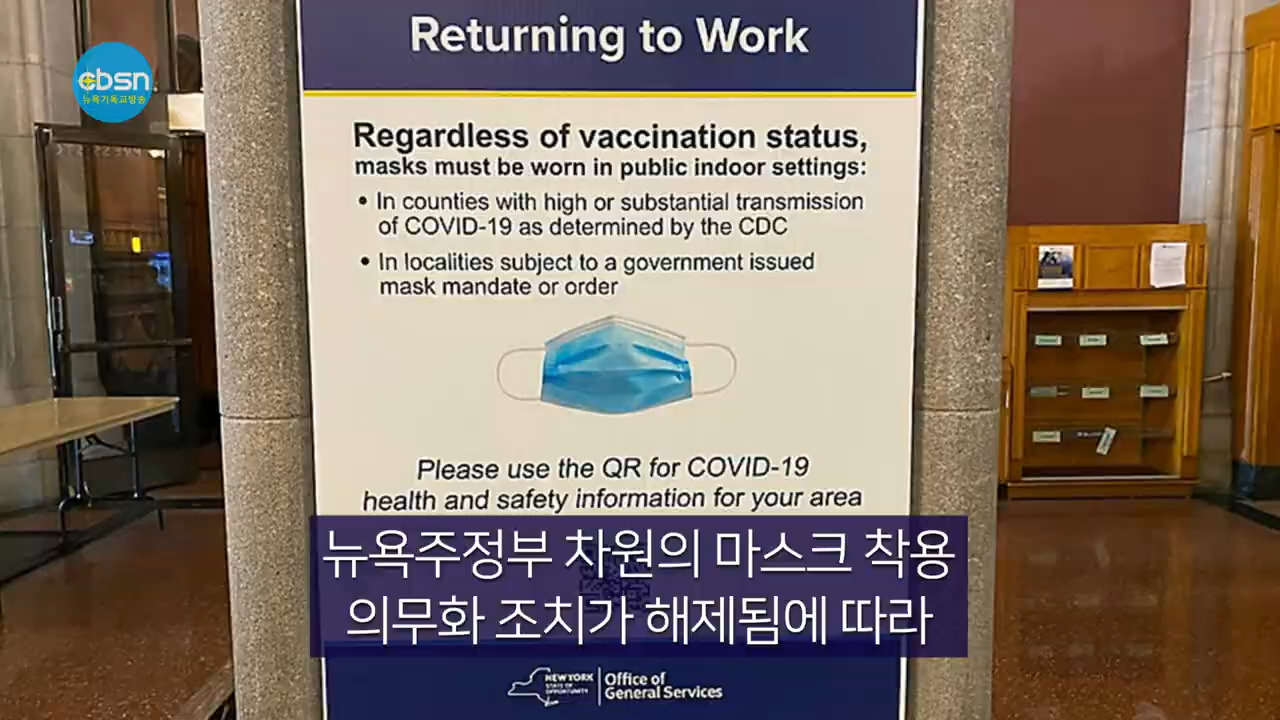 cbsn
뉴욕기독교방송
Returning to Work
Regardless of vaccination status,
masks must be worn in public indoor settings:
• In counties with high or substantial transmission
of COVID-19 as determined by the CDC
• In localities subject to a government issued
mask mandate or order
Please use the QR for COVID-19
health and safety information for your area
뉴욕주정부 차원의 마스크 착용
의무화 조치가 해제됨에 따라
NEW YORK
STATE OF
OPPORTUNITY
Office of
General Services